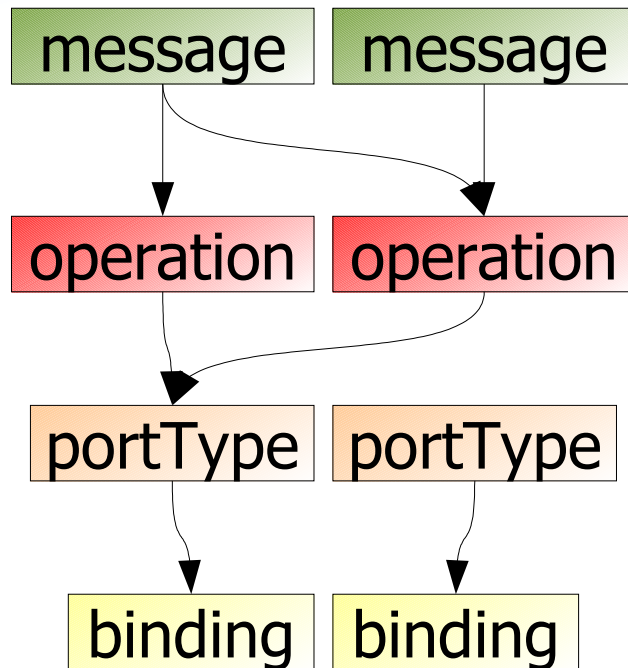 message message
operation operation
portType portType
binding binding